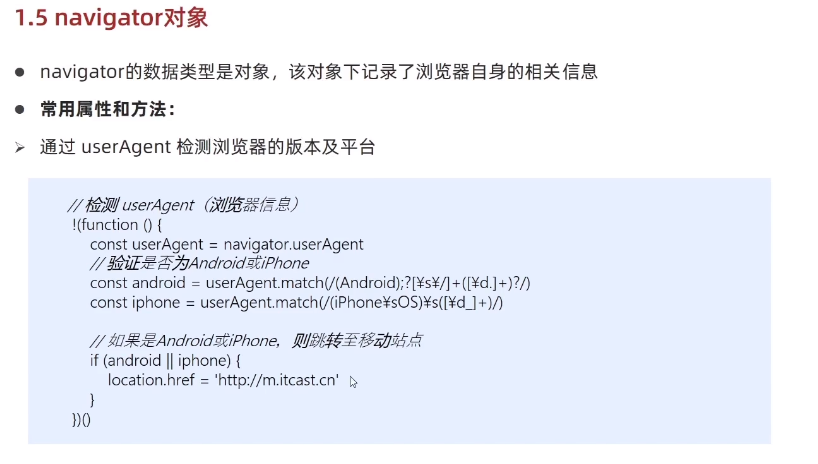 1.5 navigator对象
● navigator的数据类型是对象，该对象下记录了浏览器自身的相关信息
● 常用属性和方法：
➢ 通过 userAgent 检测浏览器的版本及平台
// 检测 userAgent（浏览器信息）
!(function () {
const userAgent = navigator.userAgent
// 验证是否为Android或iPhone
const android = userAgent.match(/(Android);?[¥s¥/]+([¥d.]+)?/)
const iphone = userAgent.match(/(iPhone¥sOS)¥s([¥d_]+)/)
// 如果是Android或iPhone，则跳转至移动站点
if (android || iphone) {
location.href = 'http://m.itcast.cn'
}
})()